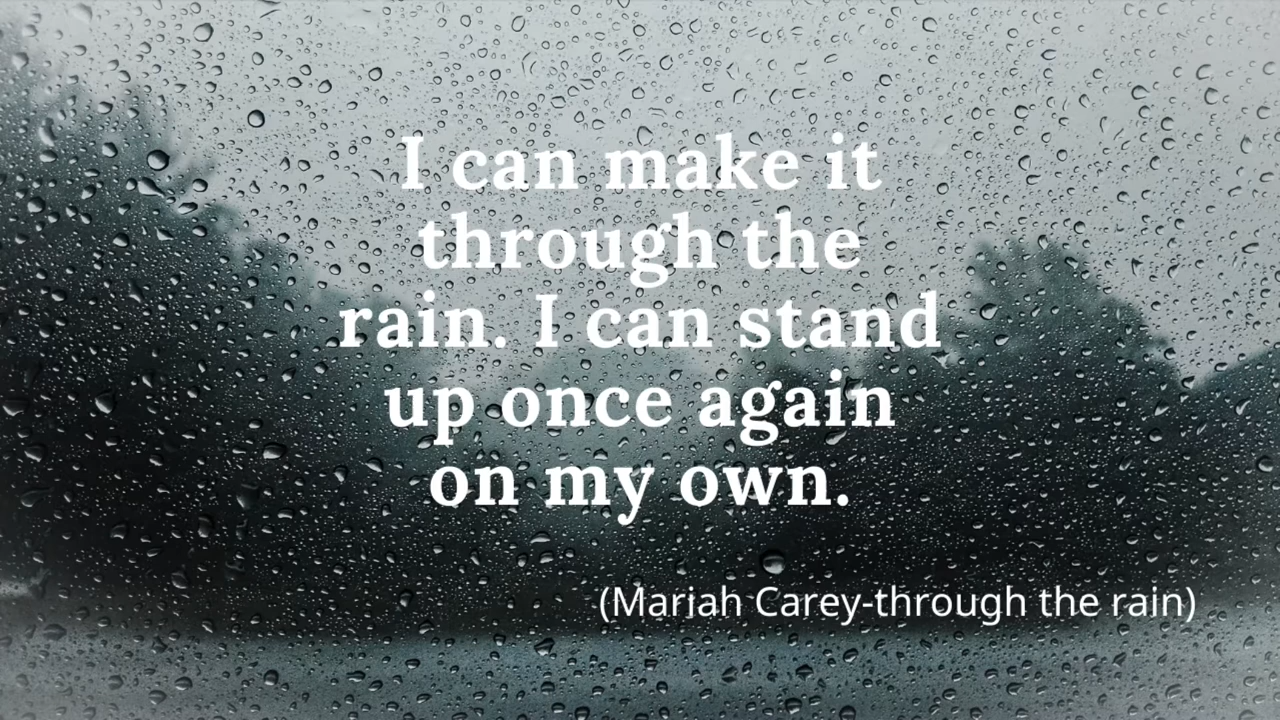 I can make it
through the
rain. I can stand
up once again
on my own.
(Mariah Carey-through the rain)